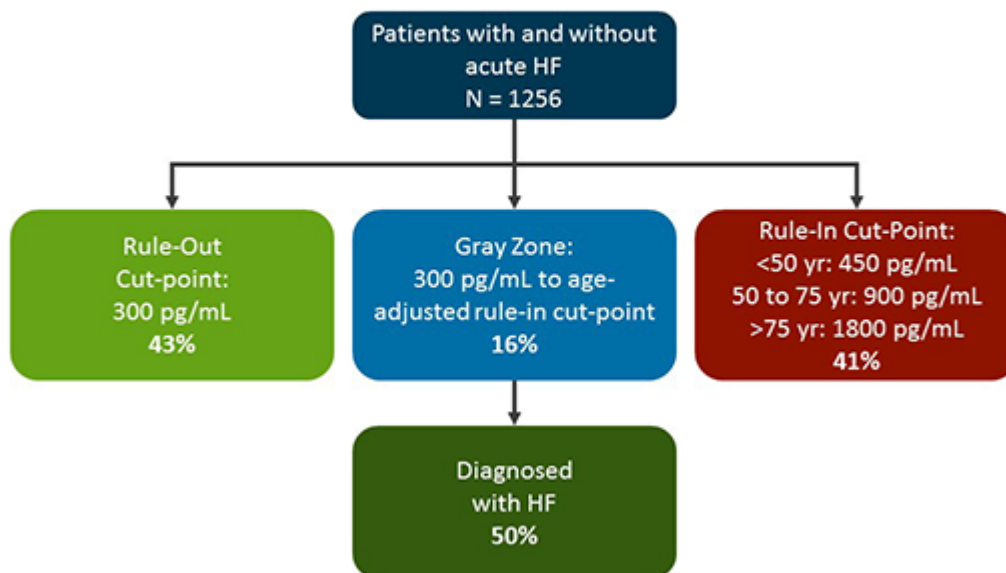 Patients with and without
acute HF
N = 1256
Rule-Out
Cut-point:
300 pg/mL
43%
Gray Zone:
300 pg/mL to age-
adjusted rule-in cut-point
16%
Rule-In Cut-Point:
<50 yr: 450 pg/mL
50 to 75 yr: 900 pg/mL
>75 yr: 1800 pg/mL
41%
Diagnosed
with HF
50%